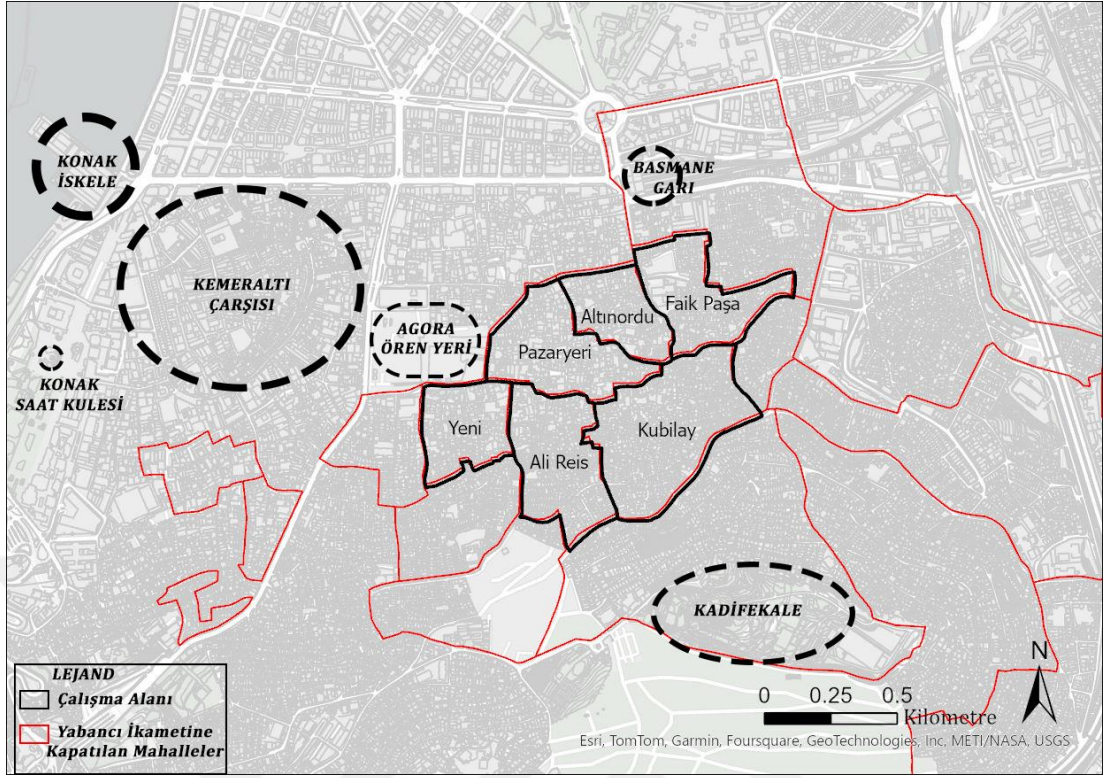 KONAK
İSKELE
BASMANE
GARI
KEMERALTI
ÇARŞISI
Faik Paşa
Altınordu
AGORA
ÖREN YERİ
Pazaryeri
KONAK
SAAT KULESİ
Yeni
Kubilay
Ali Reis
KADİFEKALE
N
LEJAND
Çalışma Alanı
Yabancı İkametine
Kapatılan Mahalleler
0 0.25 0.5
Kilometre
Esri, TomTom, Garmin, Foursquare, GeoTechnologies, Inc, METI/NASA, USGS